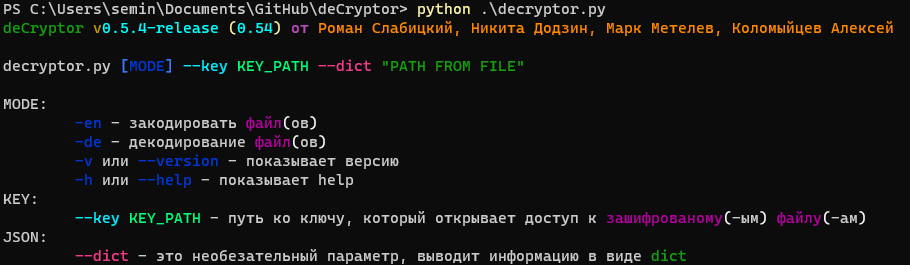 PS C:\Users\semin\Documents\GitHub\deCryptor> python .\decryptor.py
deCryptor v0.5.4-release (0.54) от Роман Слабицкий, Никита Додзин, Марк Метелев, Коломыйцев Алексей
decryptor.py [MODE] --key KEY_PATH --dict "PATH FROM FILE"
MODE:
-en - закодировать файл(ов)
-de - декодирование файл(ов)
-v или --version - показывает версию
-h или --help - показывает help
KEY:
--key KEY_PATH - путь ко ключу, который открывает доступ к зашифрованому(-ым) файлу(-ам)
JSON:
--dict - это необезательный параметр, выводит информацию в виде dict